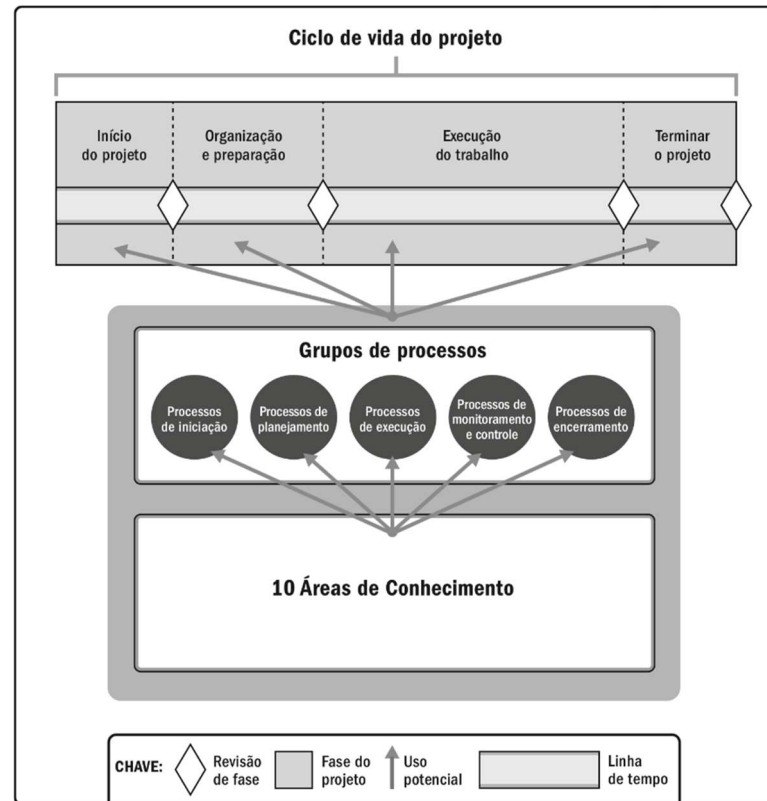 Ciclo de vida do projeto
Início
do projeto
Organização
e preparação
Execução
do trabalho
Terminar
o projeto
Grupos de processos
Processos
de iniciação
Processos de
planejamento
Processos
de execução
Processos de
monitoramento
e controle
Processos de
encerramento
10 Áreas de Conhecimento
CHAVE:
Revisão
de fase
Fase do
projeto
Uso
potencial
Linha
de tempo